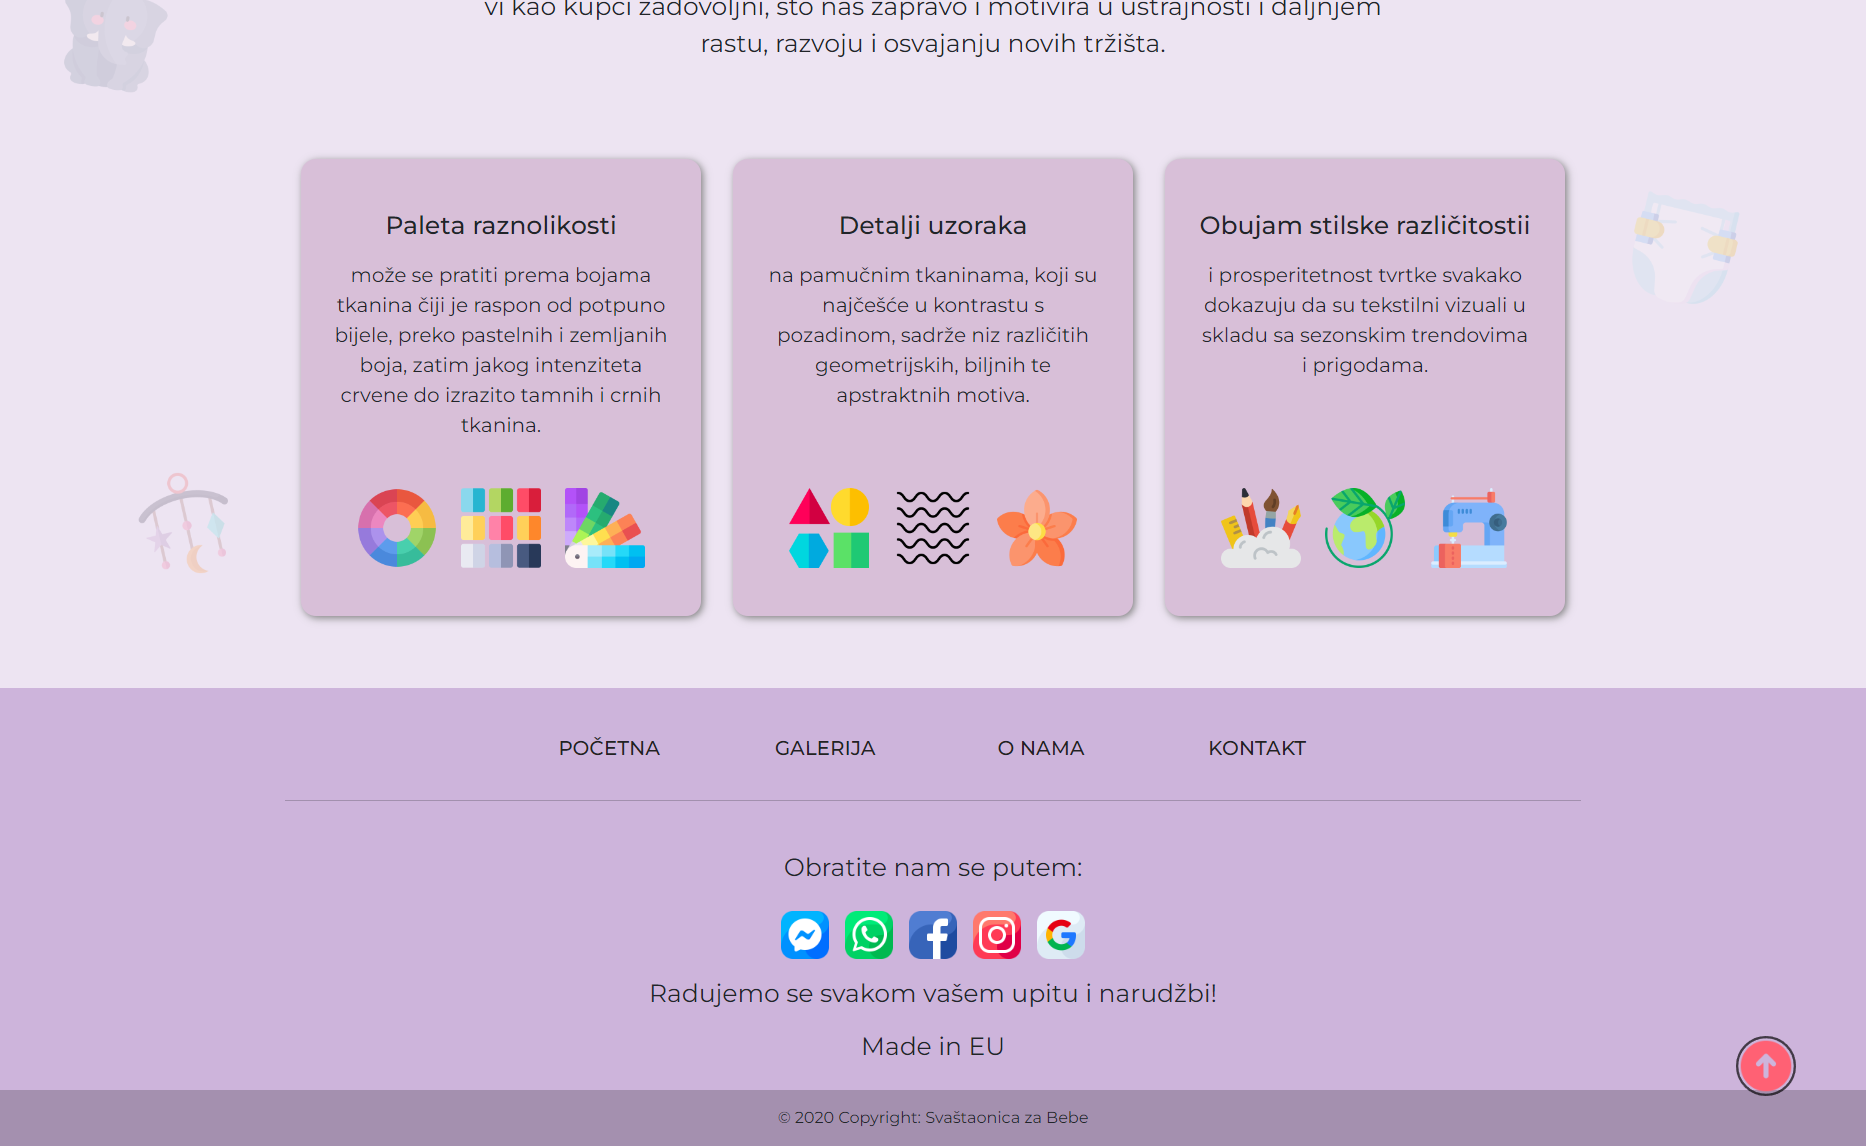 vi kao kupci zadovoljni, što nas zapravo i motivira u ustrajnosti i daljnjem
rastu, razvoju i osvajanju novih tržišta.
Paleta raznolikosti
može se pratiti prema bojama
tkanina čiji je raspon od potpuno
bijele, preko pastelnih i zemljanih
boja, zatim jakog intenziteta
crvene do izrazito tamnih i crnih
tkanina.
Detalji uzoraka
na pamučnim tkaninama, koji su
najčešće u kontrastu s
pozadinom, sadrže niz različitih
geometrijskih, biljnih te
apstraktnih motiva.
Obujam stilske različitostii
i prosperitetnost tvrtke svakako
dokazuju da su tekstilni vizuali u
skladu sa sezonskim trendovima
i prigodama.
POČETNA
GALERIJA
O NAMA
KONTAKT
Obratite nam se putem:
Radujemo se svakom vašem upitu i narudžbi!
Made in EU
© 2020 Copyright: Svaštaonica za Bebe